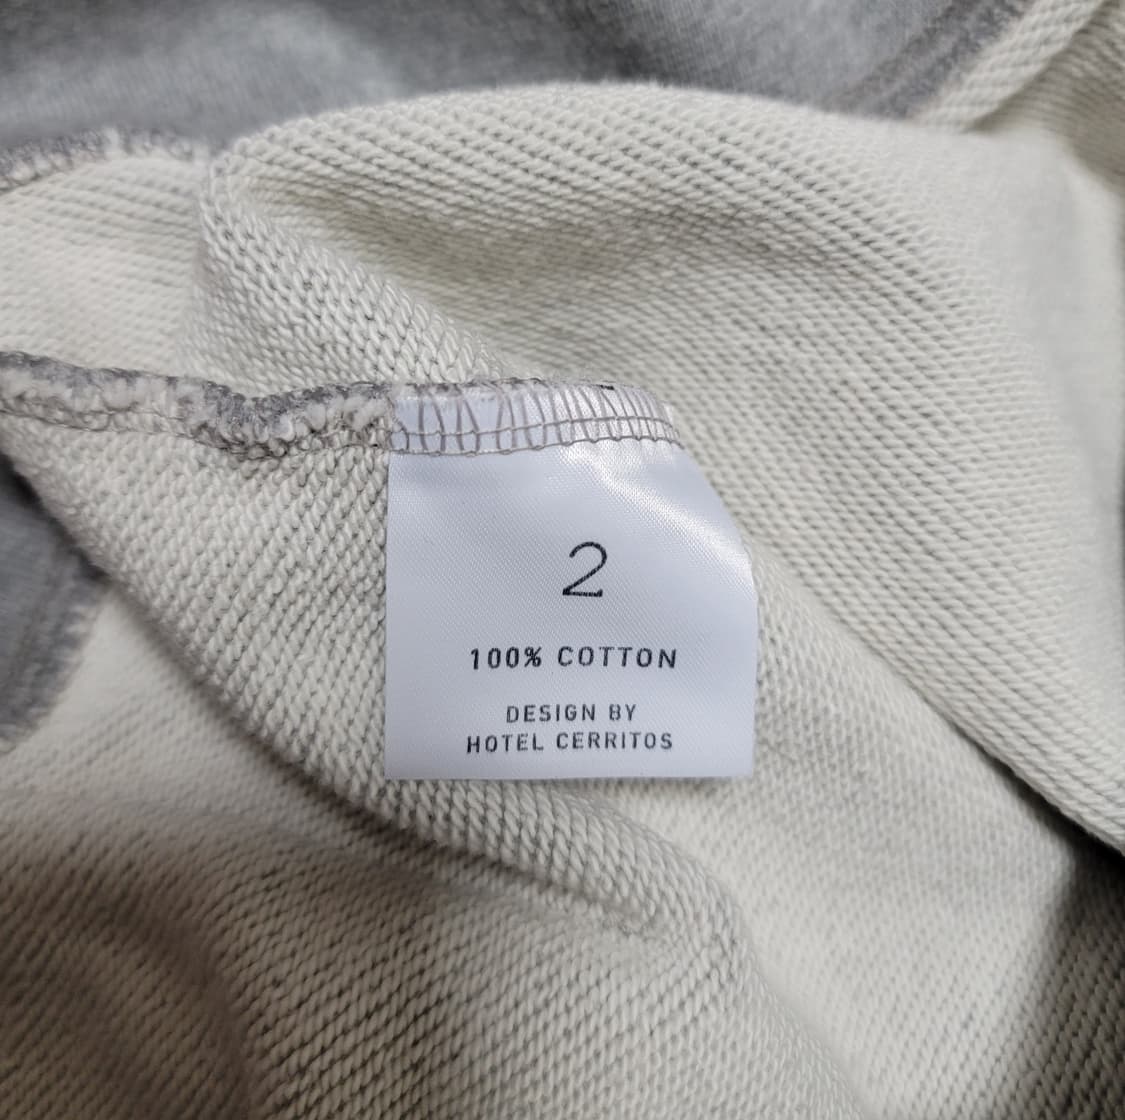 2
100% COTTON
DESIGN BY
HOTEL CERRITOS